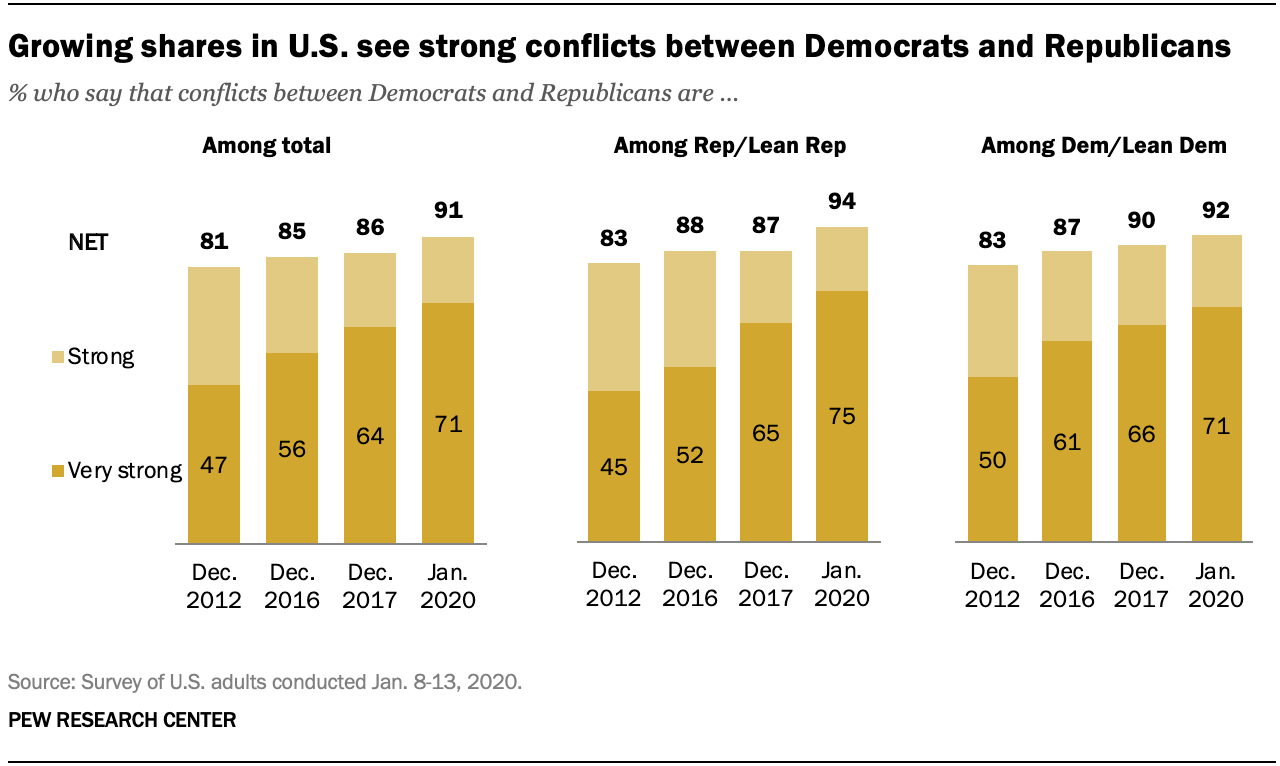 Growing shares in U.S. see strong conflicts between Democrats and Republicans
% who say that conflicts between Democrats and Republicans are ...
Among total
NET
81
85
86
91
Strong
Very strong
47
56
64
71
Dec.
2012
Dec.
2016
Dec.
2017
Jan.
2020
Among Rep/Lean Rep
83
88
87
94
45
52
65
75
Dec.
2012
Dec.
2016
Dec.
2017
Jan.
2020
Among Dem/Lean Dem
83
87
90
92
50
61
66
71
Dec.
2012
Dec.
2016
Dec.
2017
Jan.
2020
Source: Survey of U.S. adults conducted Jan. 8-13, 2020.
PEW RESEARCH CENTER